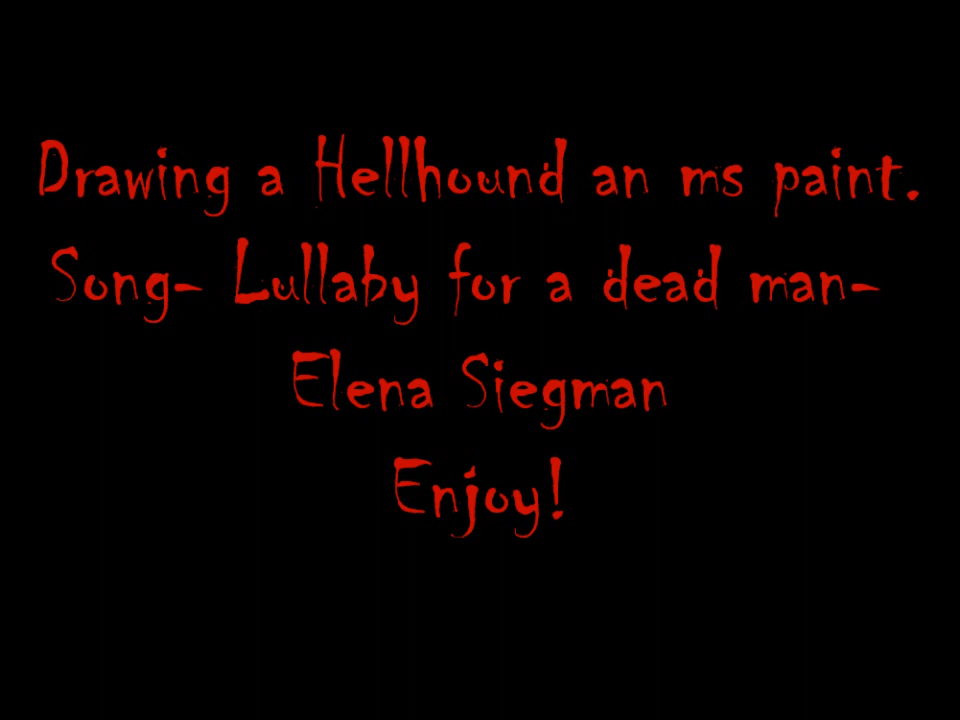 Drawing a Hellhound an ms paint.
Song- Lullaby for a dead man-
Elena Siegman
Enjoy!